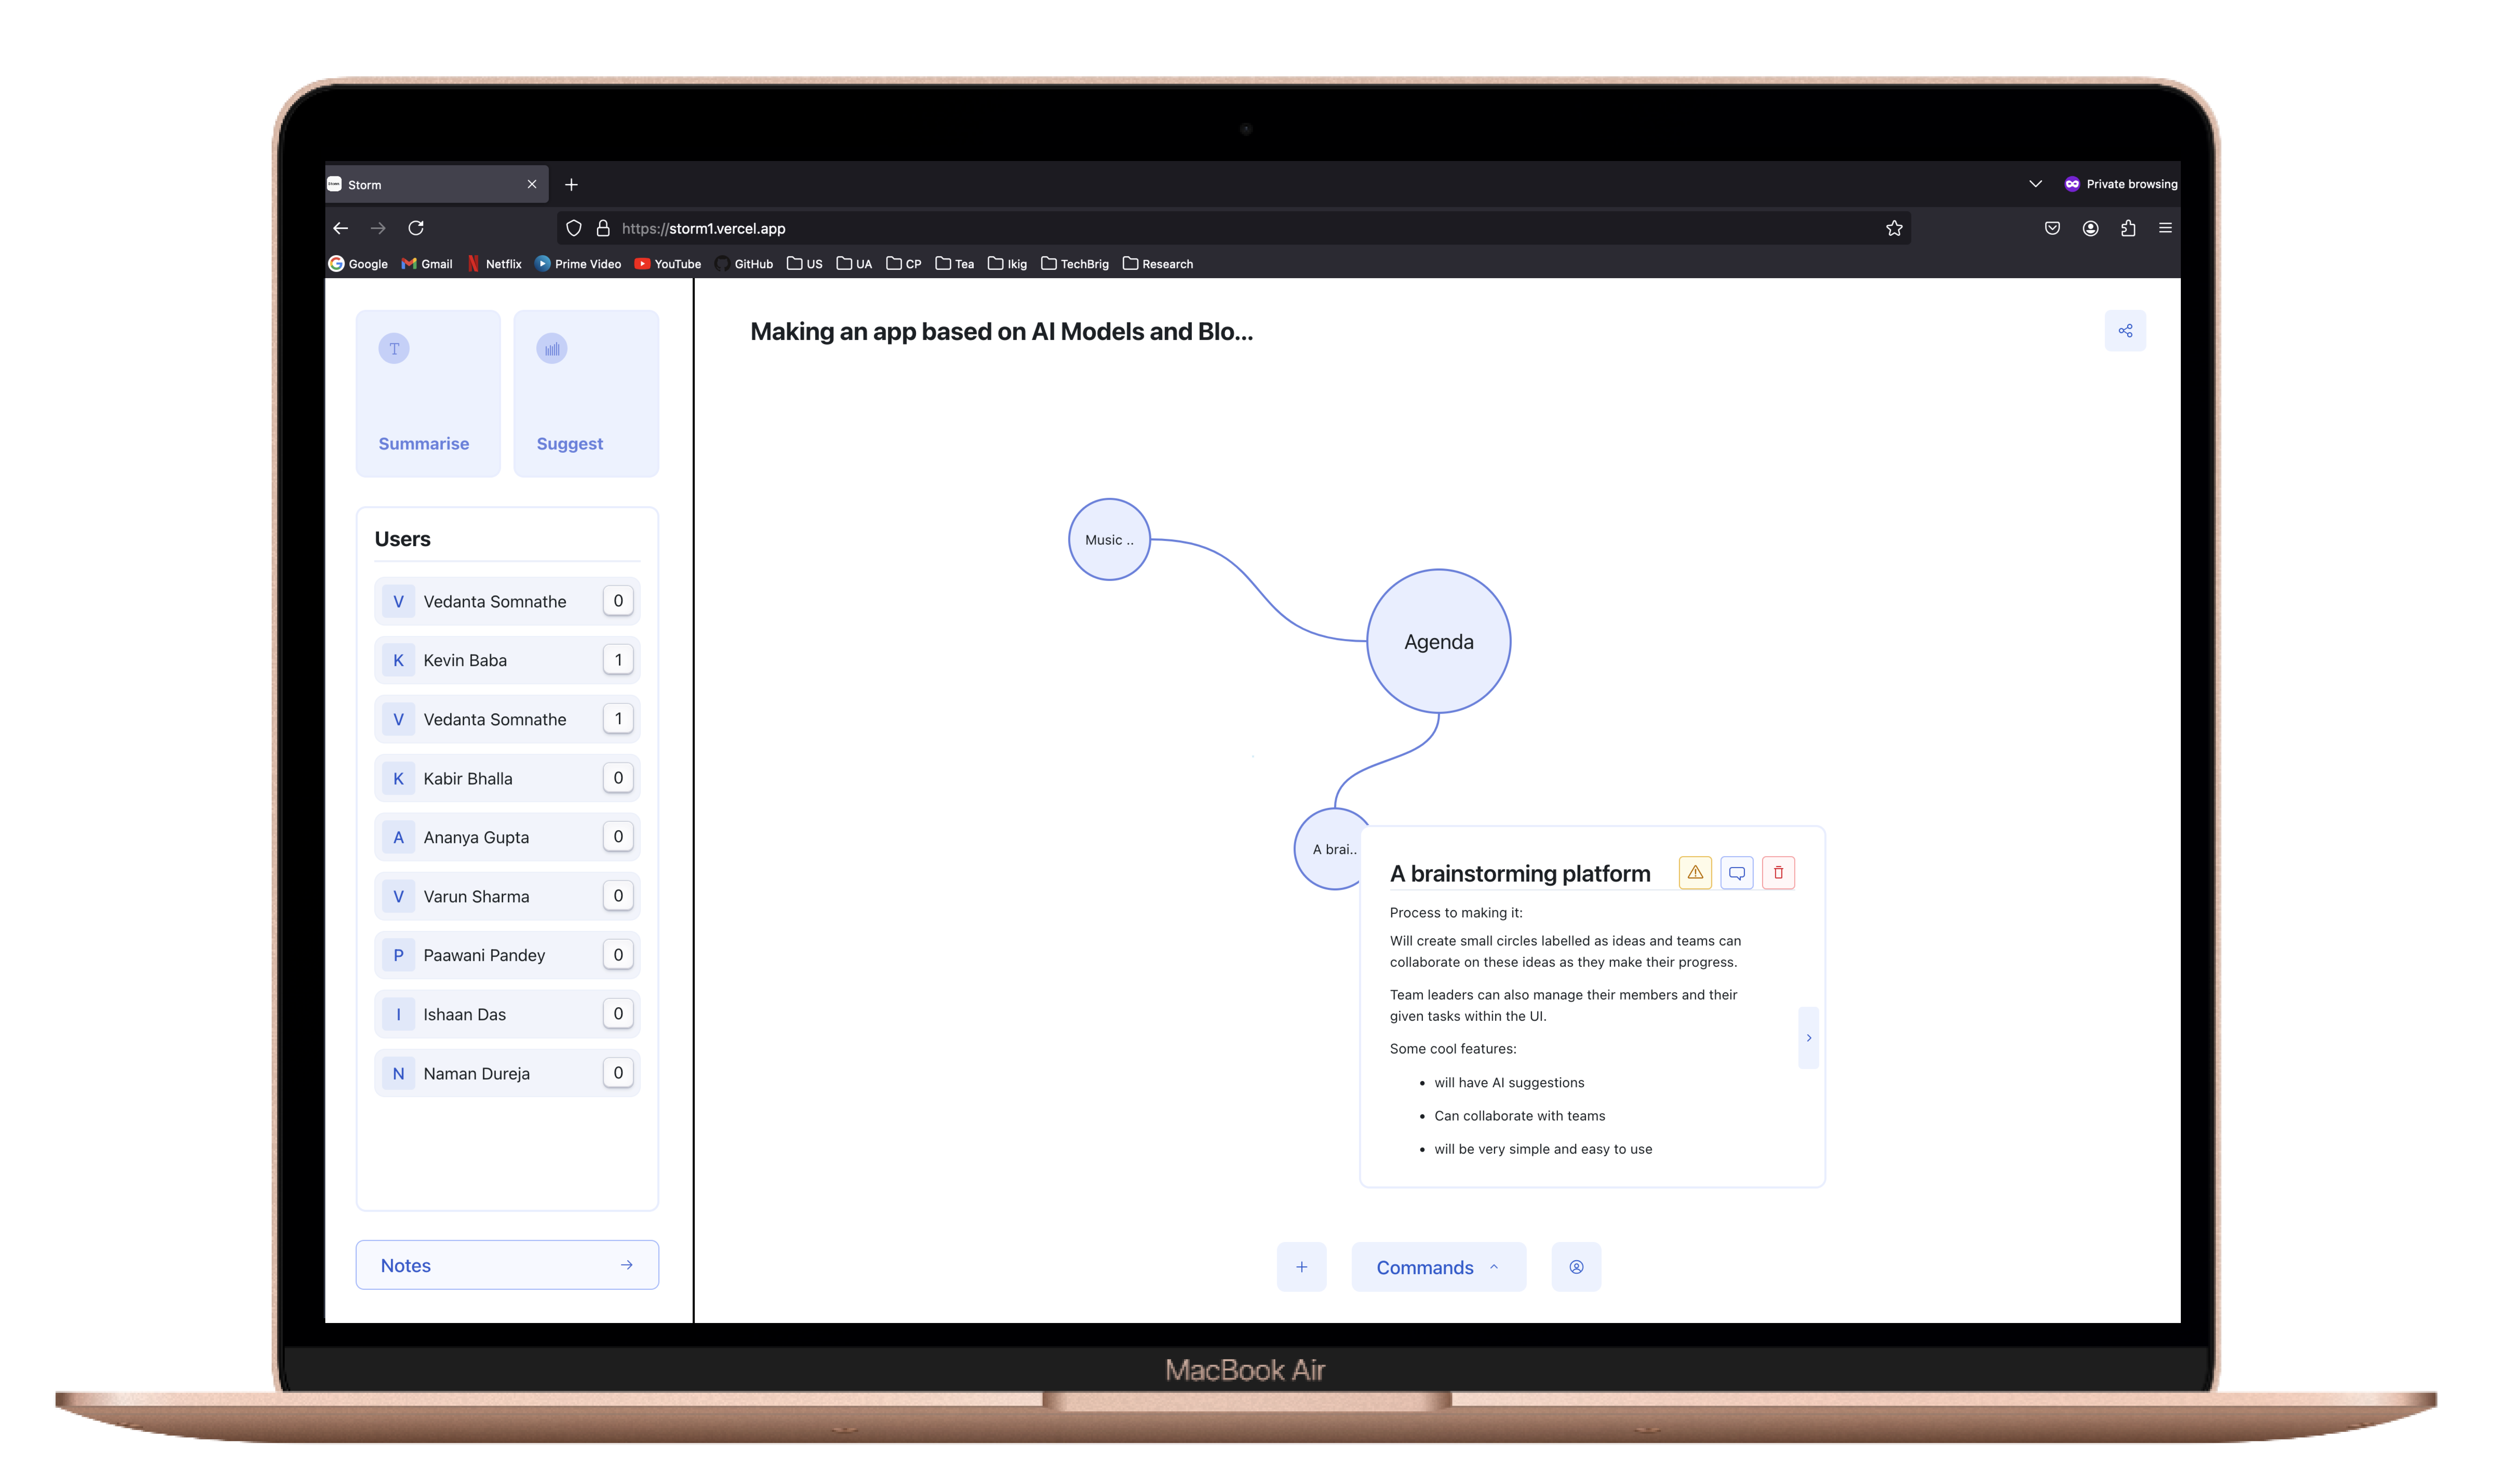 Storm
Private browsing
https://storm1.vercel.app
Google Gmail Netflix Prime Video YouTube GitHub US UA CP Tea Ikig TechBrig Research
T
Summarise
Suggest
Users
V Vedanta Somnathe 0
K Kevin Baba 1
V Vedanta Somnathe 1
K Kabir Bhalla 0
A Ananya Gupta 0
V Varun Sharma 0
P Paawani Pandey 0
I Ishaan Das 0
N Naman Dureja 0
Notes
Making an app based on AI Models and Blo...
Music ..
Agenda
A brai..
A brainstorming platform
Process to making it:
Will create small circles labelled as ideas and teams can
collaborate on these ideas as they make their progress.
Team leaders can also manage their members and their
given tasks within the UI.
Some cool features:
• will have AI suggestions
• Can collaborate with teams
• will be very simple and easy to use
Commands
MacBook Air